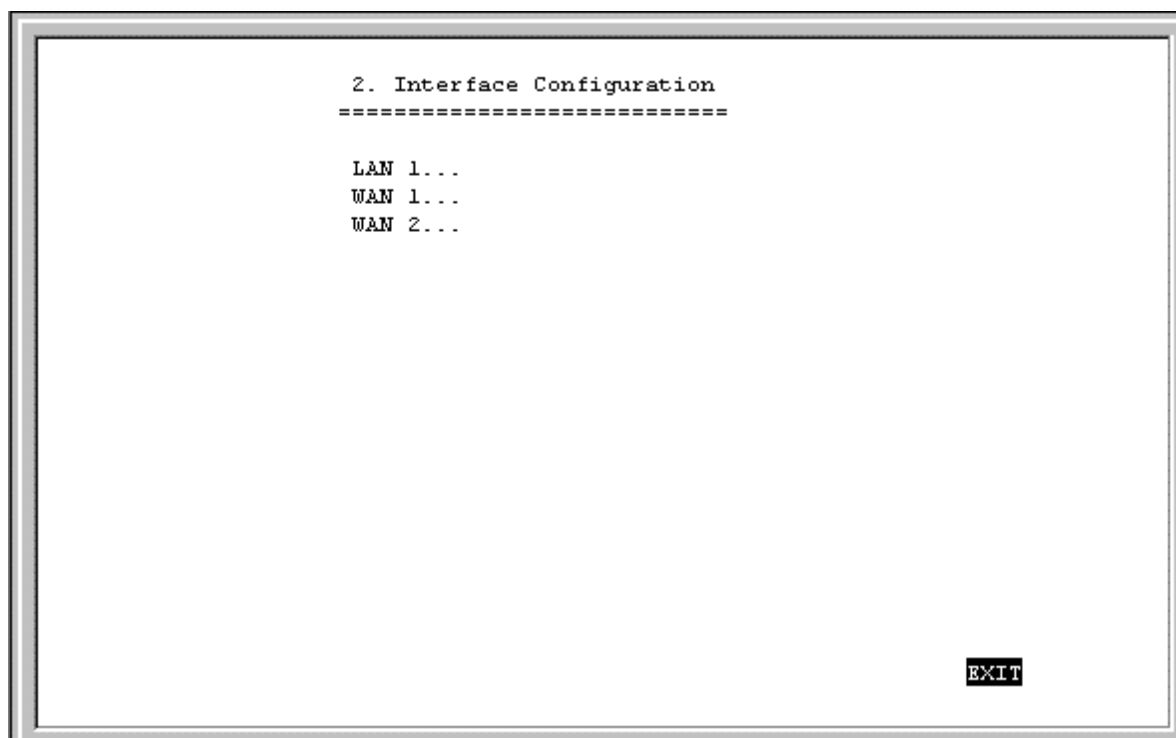 2. Interface Configuration
============================
LAN 1...
WAN 1...
WAN 2...
EXIT